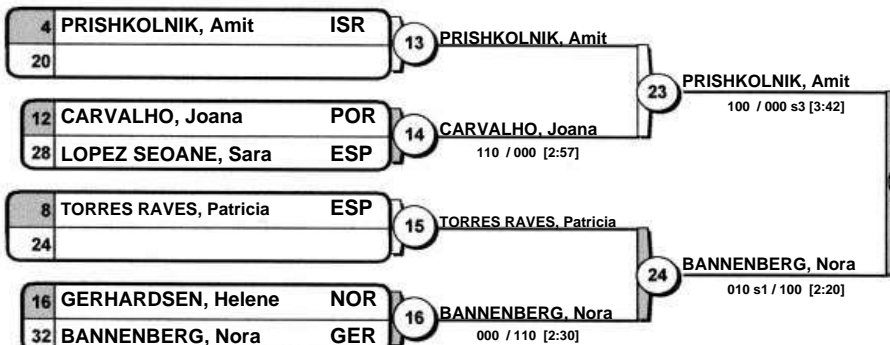 4 PRISHKOLNIK, Amit ISR
20
13 PRISHKOLNIK, Amit
12 CARVALHO, Joana POR
28 LOPEZ SEOANE, Sara ESP
14 CARVALHO, Joana
110 / 000 [2:57]
23 PRISHKOLNIK, Amit
100 / 000 s3 [3:42]
8 TORRES RAVES, Patricia ESP
24
15 TORRES RAVES, Patricia
16 GERHARDSEN, Helene NOR
32 BANNENBERG, Nora GER
16 BANNENBERG, Nora
000 / 110 [2:30]
24 BANNENBERG, Nora
010 s1 / 100 [2:20]